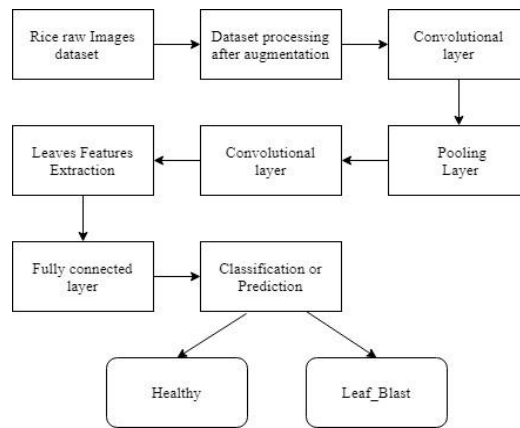 Rice raw Images
dataset
Dataset processing
after augmentation
Convolutional
layer
Pooling
Layer
Convolutional
layer
Leaves Features
Extraction
Fully connected
layer
Classification or
Prediction
Healthy
Leaf_Blast